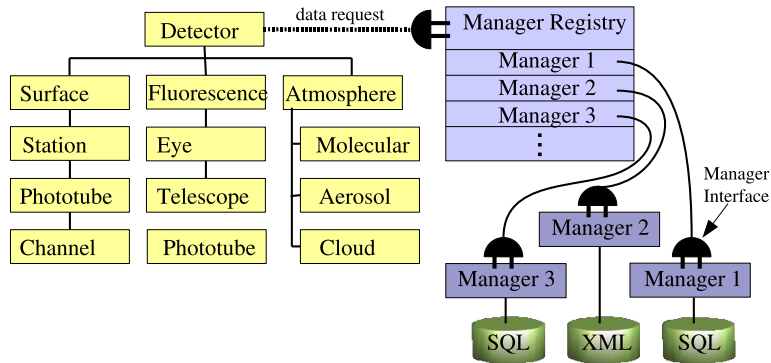 data request
Detector
Manager Registry
Manager 1
Manager 2
Manager 3
Surface
Fluorescence
Atmosphere
Station
Eye
Molecular
Phototube
Telescope
Aerosol
Channel
Phototube
Cloud
Manager
Interface
Manager 2
Manager 3
Manager 1
SQL
XML
SQL